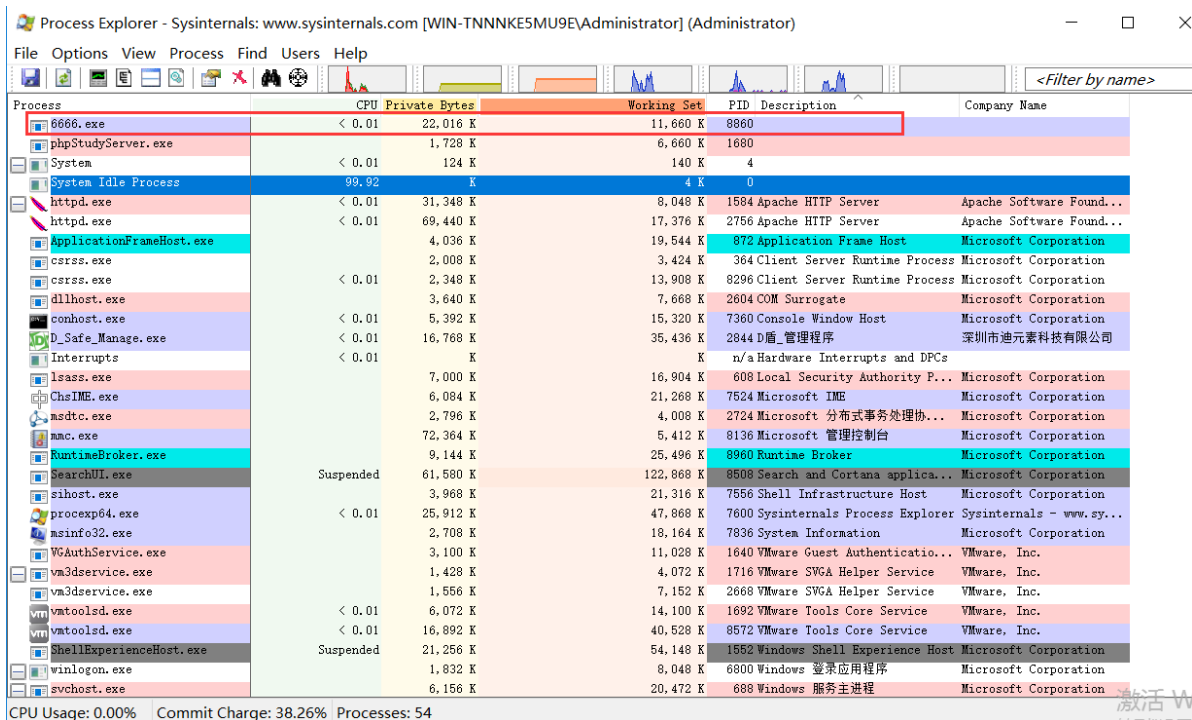 Process Explorer - Sysinternals: www.sysinternals.com [WIN-TNNNKE5MU9E\Administrator] (Administrator)
File Options View Process Find Users Help
<Filter by name>
Process CPU Private Bytes Working Set PID Description Company Name
6666.exe < 0.01 22,016 K 11,660 K 8860
phpStudyServer.exe 1,728 K 6,660 K 1680
System < 0.01 124 K 140 K 4
System Idle Process 99.92 K 4 K 0
httpd.exe < 0.01 31,348 K 8,048 K 1584 Apache HTTP Server Apache Software Found...
httpd.exe < 0.01 69,440 K 17,376 K 2756 Apache HTTP Server Apache Software Found...
ApplicationFrameHost.exe 4,036 K 19,544 K 872 Application Frame Host Microsoft Corporation
csrss.exe 2,008 K 3,424 K 364 Client Server Runtime Process Microsoft Corporation
csrss.exe < 0.01 2,348 K 13,908 K 8296 Client Server Runtime Process Microsoft Corporation
dllhost.exe 3,640 K 7,668 K 2604 COM Surrogate Microsoft Corporation
conhost.exe < 0.01 5,392 K 15,320 K 7360 Console Window Host Microsoft Corporation
D_Safe_Manage.exe < 0.01 16,768 K 35,436 K 2844 D盾_管理程序 深圳市迪元素科技有限公司
Interrupts < 0.01 K K n/a Hardware Interrupts and DPCs
lsass.exe 7,000 K 16,904 K 608 Local Security Authority P... Microsoft Corporation
ChsIME.exe 6,084 K 21,268 K 7524 Microsoft IME Microsoft Corporation
msdtc.exe 2,796 K 4,008 K 2724 Microsoft 分布式事务处理协... Microsoft Corporation
mmc.exe 72,364 K 5,412 K 8136 Microsoft 管理控制台 Microsoft Corporation
RuntimeBroker.exe 9,144 K 25,496 K 8960 Runtime Broker Microsoft Corporation
SearchUI.exe Suspended 61,580 K 122,868 K 8508 Search and Cortana applica... Microsoft Corporation
sihost.exe 3,968 K 21,316 K 7556 Shell Infrastructure Host Microsoft Corporation
procexp64.exe < 0.01 25,912 K 47,868 K 7600 Sysinternals Process Explorer Sysinternals - www.sy...
msinfo32.exe 2,708 K 18,164 K 7836 System Information Microsoft Corporation
VGAuthService.exe 3,100 K 11,028 K 1640 VMware Guest Authenticatio... VMware, Inc.
vm3dservice.exe 1,428 K 4,072 K 1716 VMware SVGA Helper Service VMware, Inc.
vm3dservice.exe 1,556 K 7,152 K 2668 VMware SVGA Helper Service VMware, Inc.
vmtoolsd.exe < 0.01 6,072 K 14,100 K 1692 VMware Tools Core Service VMware, Inc.
vmtoolsd.exe < 0.01 16,892 K 40,528 K 8572 VMware Tools Core Service VMware, Inc.
ShellExperienceHost.exe Suspended 21,256 K 54,148 K 1552 Windows Shell Experience Host Microsoft Corporation
winlogon.exe 1,832 K 8,048 K 6800 Windows 登录应用程序 Microsoft Corporation
svchost.exe 6,156 K 20,472 K 688 Windows 服务主进程 Microsoft Corporation
激活 W
CPU Usage: 0.00% Commit Charge: 38.26% Processes: 54